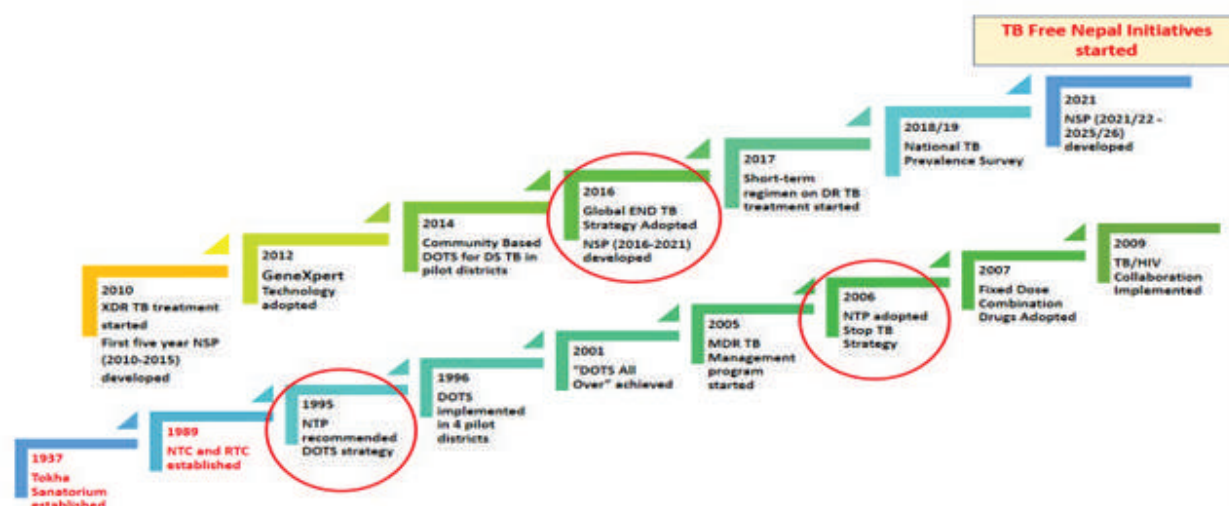 TB Free Nepal Initiatives
started
2021
NSP (2021/22 -
2025/26)
developed
2018/19
National TB
Prevalence Survey
2017
Short-term
regimen on DR TB
treatment started
2016
Global END TB
Strategy Adopted
NSP (2016-2021)
developed
2014
Community Based
DOTS for DS TB in
pilot districts
2012
GeneXpert
Technology
adopted
2010
XDR TB treatment
started
First five year NSP
(2010-2015)
developed
2009
TB/HIV
Collaboration
Implemented
2007
Fixed Dose
Combination
Drugs Adopted
2006
NTP adopted
Stop TB
Strategy
2005
MDR TB
Management
program
started
2001
"DOTS All
Over" achieved
1996
DOTS
implemented
in 4 pilot
districts
1995
NTP
recommended
DOTS strategy
1989
NTC and RTC
established
1937
Tokha
Sanatorium
established